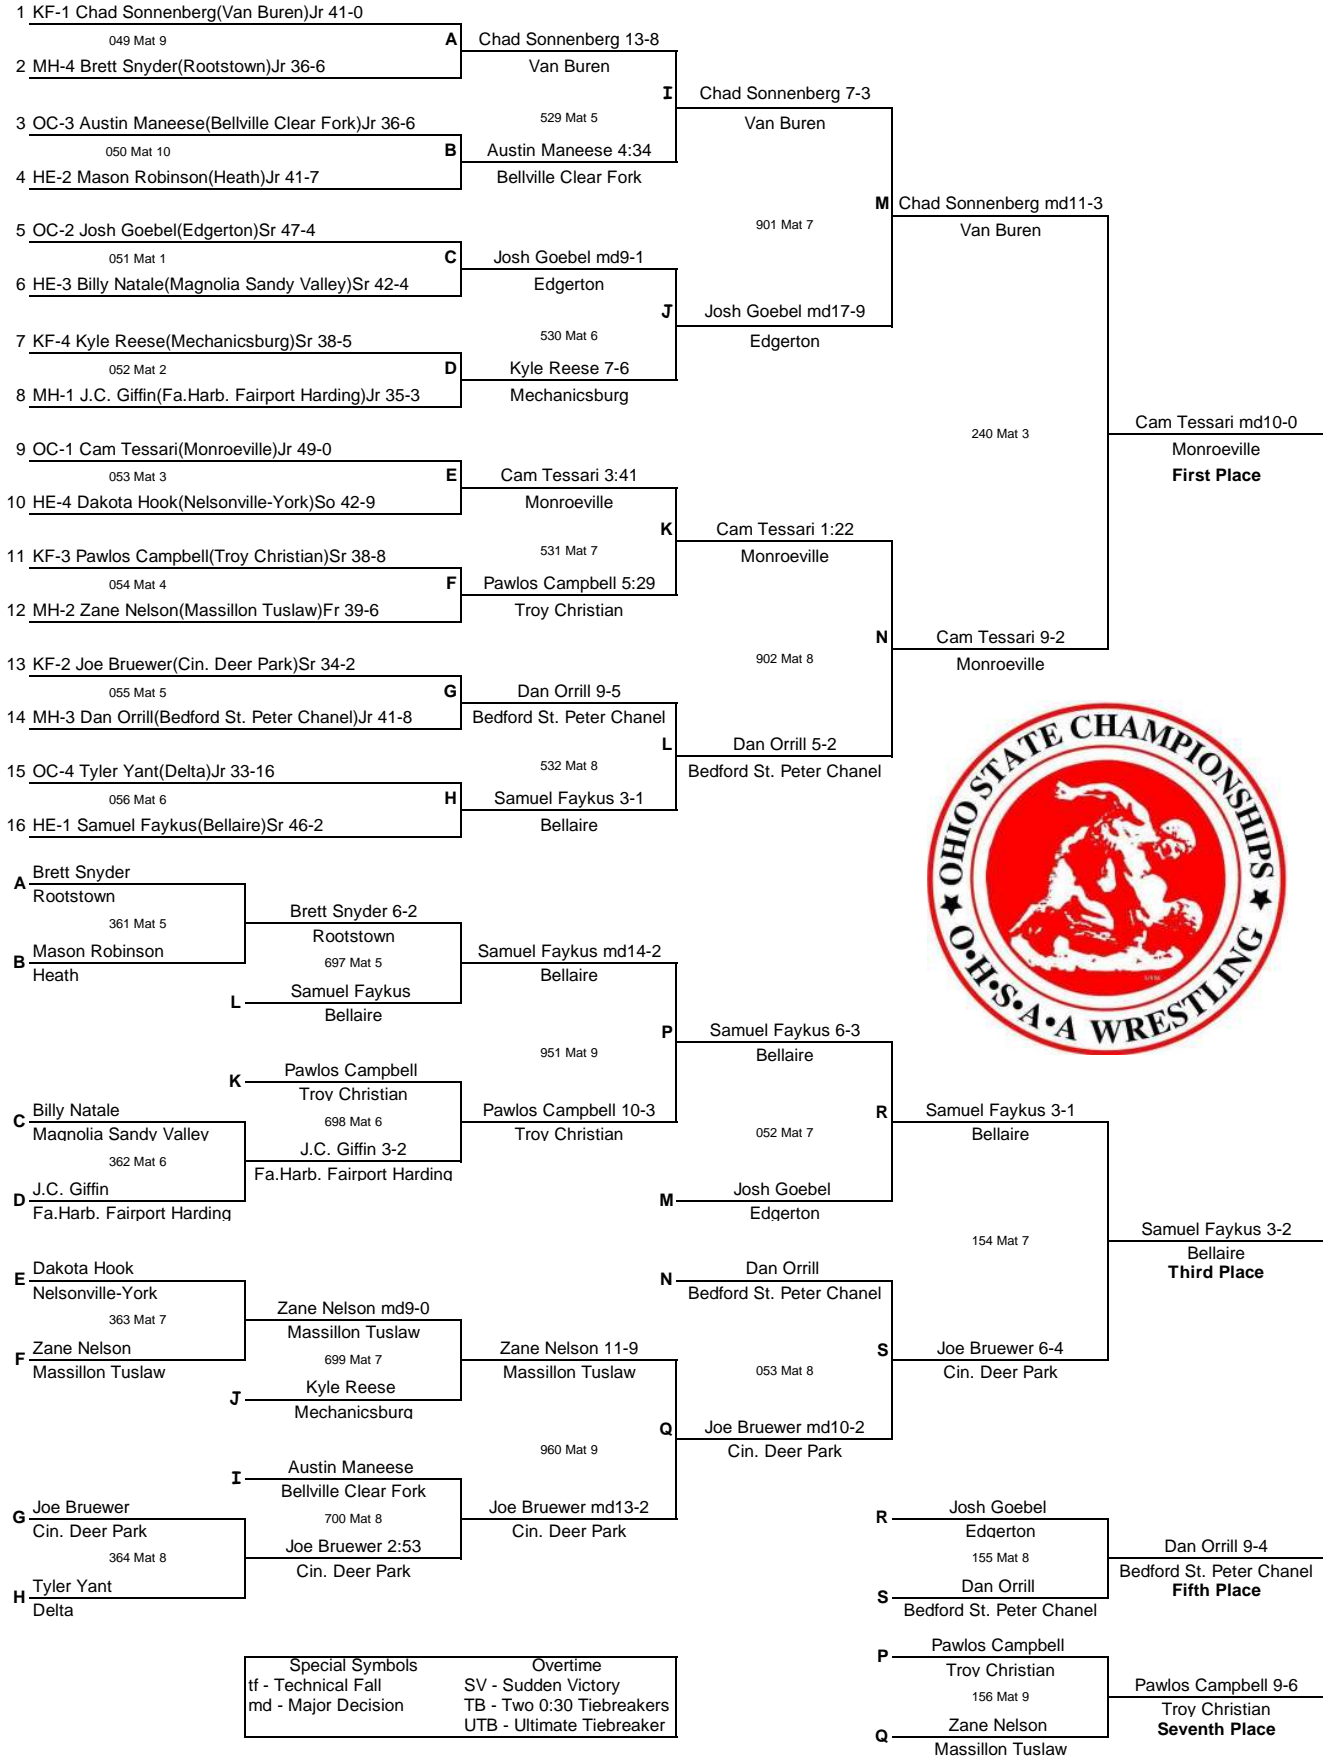 1 KF-1 Chad Sonnenberg(Van Buren)Jr 41-0
049 Mat 9
A
2 MH-4 Brett Snyder(Rootstown)Jr 36-6
Chad Sonnenberg 13-8
Van Buren
3 OC-3 Austin Maneese(Bellville Clear Fork)Jr 36-6
050 Mat 10
B
4 HE-2 Mason Robinson(Heath)Jr 41-7
Austin Maneese 4:34
Bellville Clear Fork
529 Mat 5
I
Chad Sonnenberg 7-3
Van Buren
5 OC-2 Josh Goebel(Edgerton)Sr 47-4
051 Mat 1
C
6 HE-3 Billy Natale(Magnolia Sandy Valley)Sr 42-4
Josh Goebel md9-1
Edgerton
7 KF-4 Kyle Reese(Mechanicsburg)Sr 38-5
052 Mat 2
D
8 MH-1 J.C. Giffin(Fa.Harb. Fairport Harding)Jr 35-3
Kyle Reese 7-6
Mechanicsburg
530 Mat 6
J
Josh Goebel md17-9
Edgerton
901 Mat 7
M
Chad Sonnenberg md11-3
Van Buren
9 OC-1 Cam Tessari(Monroeville)Jr 49-0
053 Mat 3
E
10 HE-4 Dakota Hook(Nelsonville-York)So 42-9
Cam Tessari 3:41
Monroeville
11 KF-3 Pawlos Campbell(Troy Christian)Sr 38-8
054 Mat 4
F
12 MH-2 Zane Nelson(Massillon Tuslaw)Fr 39-6
Pawlos Campbell 5:29
Troy Christian
531 Mat 7
K
Cam Tessari 1:22
Monroeville
13 KF-2 Joe Bruewer(Cin. Deer Park)Sr 34-2
055 Mat 5
G
14 MH-3 Dan Orrill(Bedford St. Peter Chanel)Jr 41-8
Dan Orrill 9-5
Bedford St. Peter Chanel
15 OC-4 Tyler Yant(Delta)Jr 33-16
056 Mat 6
H
16 HE-1 Samuel Faykus(Bellaire)Sr 46-2
Samuel Faykus 3-1
Bellaire
532 Mat 8
L
Dan Orrill 5-2
Bedford St. Peter Chanel
902 Mat 8
N
Cam Tessari 9-2
Monroeville
240 Mat 3
Cam Tessari md10-0
Monroeville
First Place
OHIO STATE CHAMPIONSHIPS
O•H•S•A•A WRESTLING
A Brett Snyder
Rootstown
361 Mat 5
B Mason Robinson
Heath
Brett Snyder 6-2
Rootstown
697 Mat 5
L Samuel Faykus
Bellaire
Samuel Faykus md14-2
Bellaire
K Pawlos Campbell
Troy Christian
698 Mat 6
C Billy Natale
Magnolia Sandy Valley
362 Mat 6
D J.C. Giffin
Fa.Harb. Fairport Harding
J.C. Giffin 3-2
Fa.Harb. Fairport Harding
Pawlos Campbell 10-3
Troy Christian
951 Mat 9
P
Samuel Faykus 6-3
Bellaire
052 Mat 7
M Josh Goebel
Edgerton
R
Samuel Faykus 3-1
Bellaire
E Dakota Hook
Nelsonville-York
363 Mat 7
F Zane Nelson
Massillon Tuslaw
Zane Nelson md9-0
Massillon Tuslaw
699 Mat 7
J Kyle Reese
Mechanicsburg
Zane Nelson 11-9
Massillon Tuslaw
I Austin Maneese
Bellville Clear Fork
700 Mat 8
G Joe Bruewer
Cin. Deer Park
364 Mat 8
H Tyler Yant
Delta
Joe Bruewer 2:53
Cin. Deer Park
Joe Bruewer md13-2
Cin. Deer Park
960 Mat 9
Q
Joe Bruewer md10-2
Cin. Deer Park
N Dan Orrill
Bedford St. Peter Chanel
053 Mat 8
S
Joe Bruewer 6-4
Cin. Deer Park
154 Mat 7
Samuel Faykus 3-2
Bellaire
Third Place
R Josh Goebel
Edgerton
155 Mat 8
S Dan Orrill
Bedford St. Peter Chanel
Dan Orrill 9-4
Bedford St. Peter Chanel
Fifth Place
P Pawlos Campbell
Troy Christian
156 Mat 9
Q Zane Nelson
Massillon Tuslaw
Pawlos Campbell 9-6
Troy Christian
Seventh Place
Special Symbols
tf - Technical Fall
md - Major Decision
Overtime
SV - Sudden Victory
TB - Two 0:30 Tiebreakers
UTB - Ultimate Tiebreaker